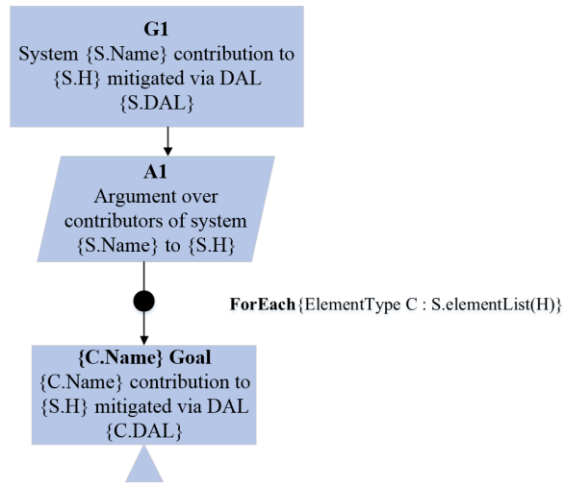 G1
System {S.Name} contribution to
{S.H} mitigated via DAL
{S.DAL}
A1
Argument over
contributors of system
{S.Name} to {S.H}
ForEach{ElementType C : S.elementList(H)}
{C.Name} Goal
{C.Name} contribution to
{S.H} mitigated via DAL
{C.DAL}